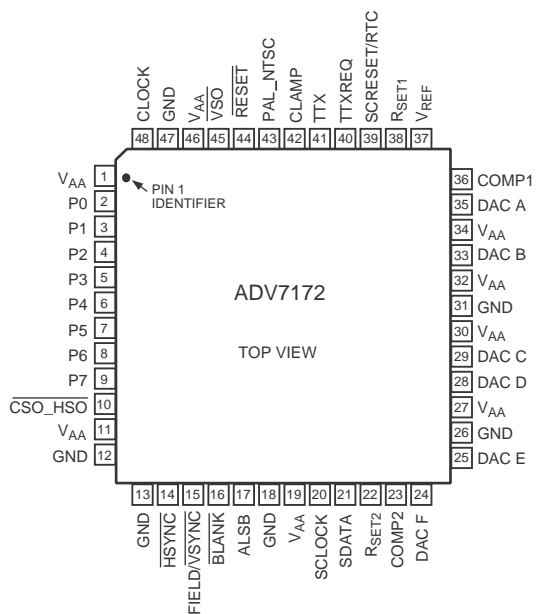 CLOCK
GND
VAA
VSO
RESET
PAL_NTSC
CLAMP
TTX
TTXREQ
SCRESET/RTC
RSET1
VREF
48 47 46 45 44 43 42 41 40 39 38 37
VAA 1
P0 2
P1 3
P2 4
P3 5
P4 6
P5 7
P6 8
P7 9
CSO_HSO 10
VAA 11
GND 12
PIN 1
IDENTIFIER
ADV7172
TOP VIEW
36 COMP1
35 DAC A
34 VAA
33 DAC B
32 VAA
31 GND
30 VAA
29 DAC C
28 DAC D
27 VAA
26 GND
25 DAC E
13 14 15 16 17 18 19 20 21 22 23 24
GND
HSYNC
FIELD/VSYNC
BLANK
ALSB
GND
VAA
SCLOCK
SDATA
RSET2
COMP2
DAC F